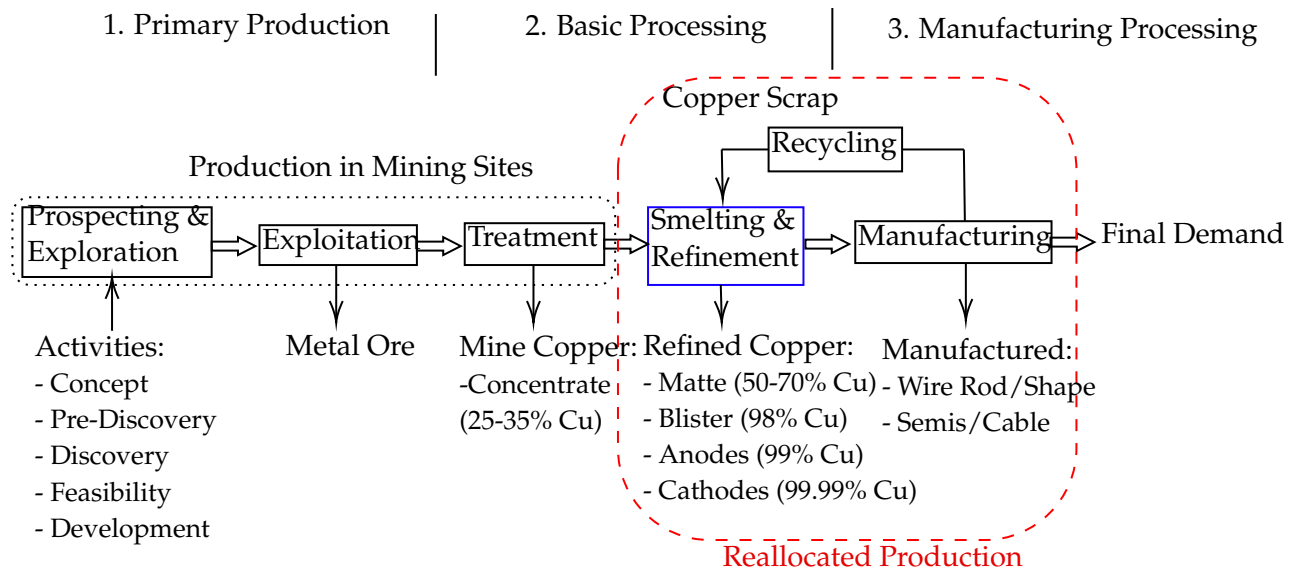 1. Primary Production
2. Basic Processing
3. Manufacturing Processing
Copper Scrap
Recycling
Production in Mining Sites
Prospecting &
Exploration
Exploitation
Treatment
Smelting &
Refinement
Manufacturing
Final Demand
Activities:
- Concept
- Pre-Discovery
- Discovery
- Feasibility
- Development
Metal Ore
Mine Copper:
-Concentrate
(25-35% Cu)
Refined Copper:
- Matte (50-70% Cu)
- Blister (98% Cu)
- Anodes (99% Cu)
- Cathodes (99.99% Cu)
Manufactured:
- Wire Rod/Shape
- Semis/Cable
Reallocated Production